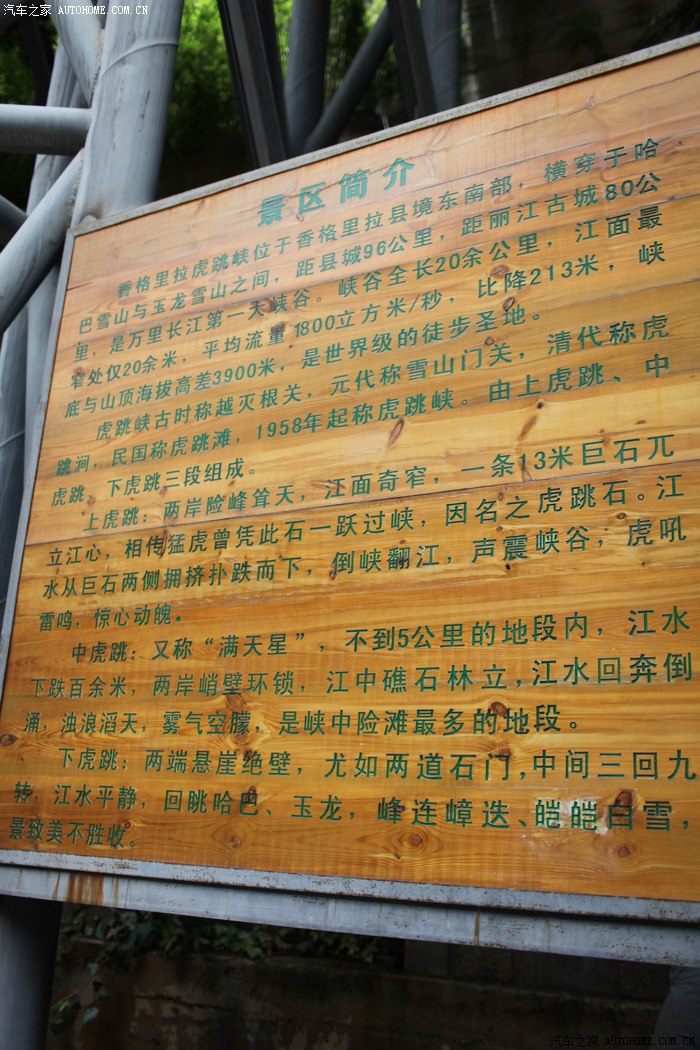 汽车之家 AUTOHOME.COM.CN
景区简介
香格里拉虎跳峡位于香格里拉县境东南部，横穿于哈
巴雪山与玉龙雪山之间，距县城96公里，距丽江古城80公
里，是万里长江第一大峡谷。峡谷全长20余公里，江面最
窄处仅20余米，平均流量1800立方米/秒，比降213米，峡
底与山顶海拔高差3900米，是世界级的徒步圣地。
虎跳峡古时称越灭根关，元代称雪山门关，清代称虎
跳涧，民国称虎跳滩，1958年起称虎跳峡。由上虎跳、中
虎跳、下虎跳三段组成。
上虎跳：两岸险峰耸天，江面奇窄，一条13米巨石兀
立江心，相传猛虎曾凭此石一跃过峡，因名之虎跳石。江
水从巨石两侧拥挤扑跌而下，倒峡翻江，声震峡谷，虎吼
雷鸣，惊心动魄。
中虎跳：又称“满天星”，不到5公里的地段内，江水
下跌百余米，两岸峭壁环锁，江中礁石林立，江水回奔倒
涌，浊浪滔天，雾气空朦，是峡中险滩最多的地段。
下虎跳：两端悬崖绝壁，尤如两道石门，中间三回九
转，江水平静，回眺哈巴、玉龙，峰连嶂迭、皑皑白雪，
景致美不胜收。
汽车之家 AUTOHOME.COM.CN